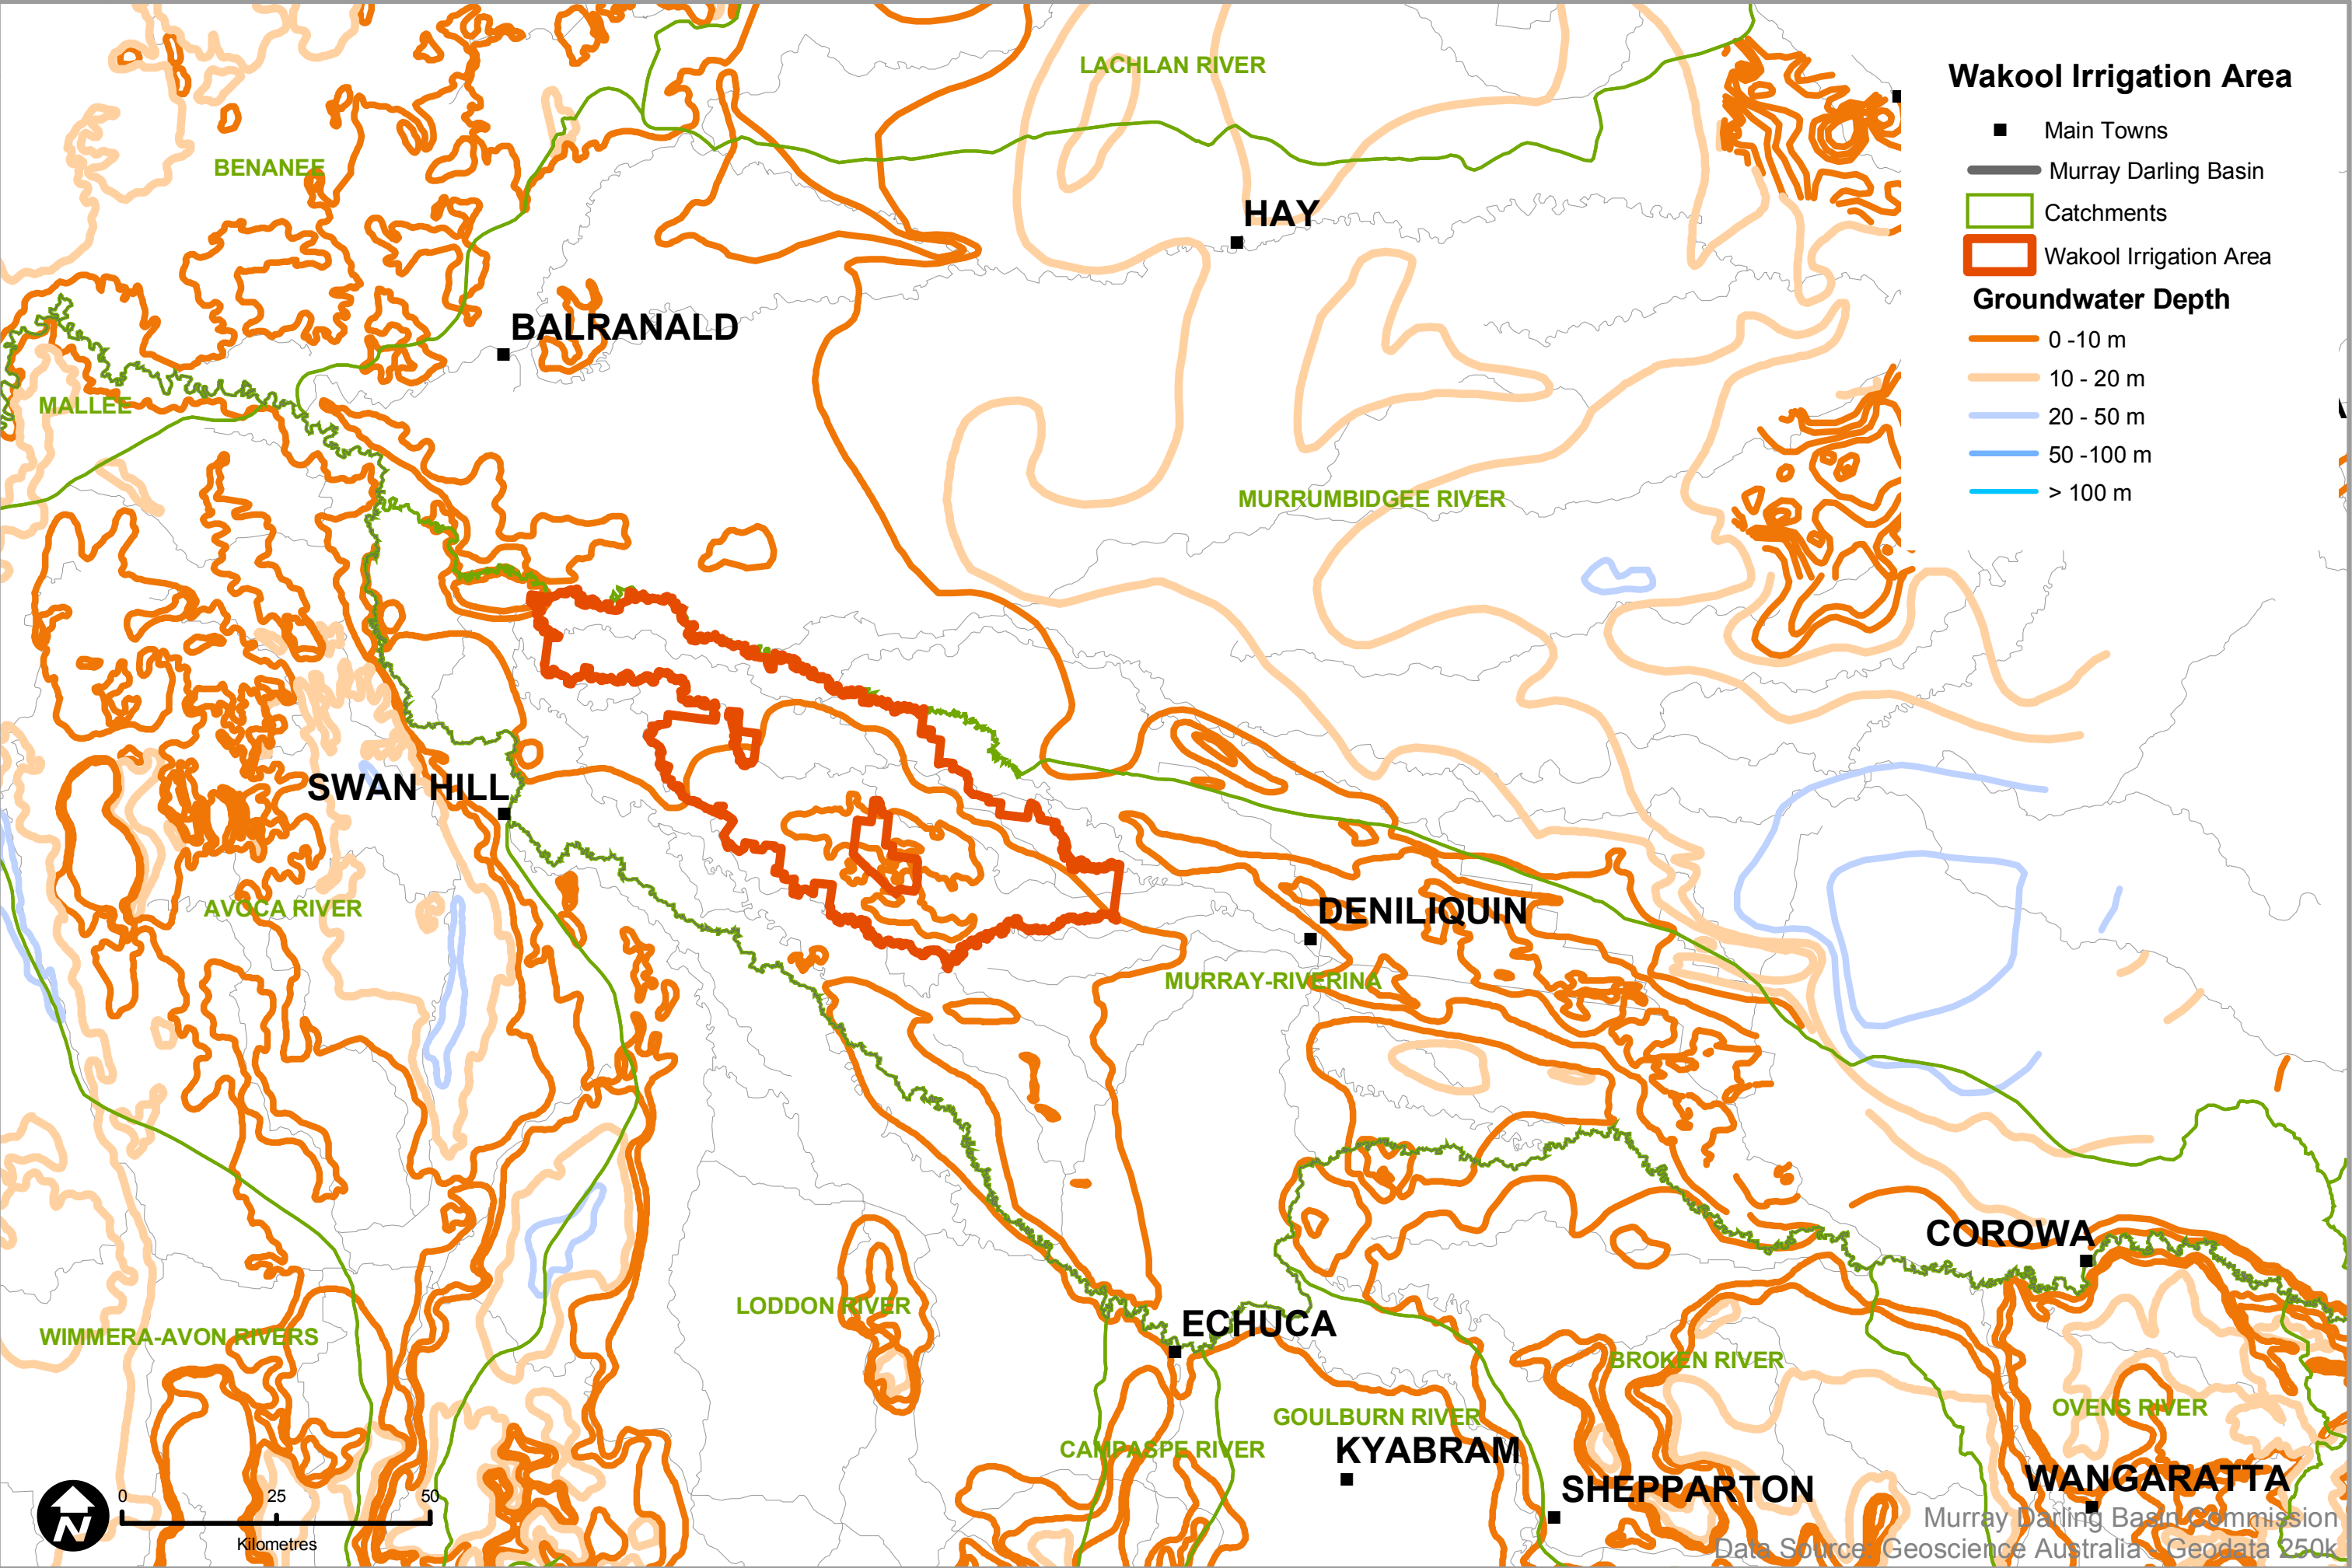 LACHLAN RIVER
Wakool Irrigation Area
Main Towns
Murray Darling Basin
Catchments
Wakool Irrigation Area
Groundwater Depth
0 -10 m
10 - 20 m
20 - 50 m
50 -100 m
> 100 m
BENANEE
HAY
BALRANALD
MALLEE
MURRUMBIDGEE RIVER
SWAN HILL
AVOCA RIVER
DENILIQUIN
MURRAY-RIVERINA
COROWA
LODDON RIVER
ECHUCA
WIMMERA-AVON RIVERS
BROKEN RIVER
GOULBURN RIVER
OVENS RIVER
CAMPASPE RIVER
KYABRAM
SHEPPARTON
WANGARATTA
N
0 25 50
Kilometres
Murray Darling Basin Commission
Data Source: Geoscience Australia - Geodata 250k